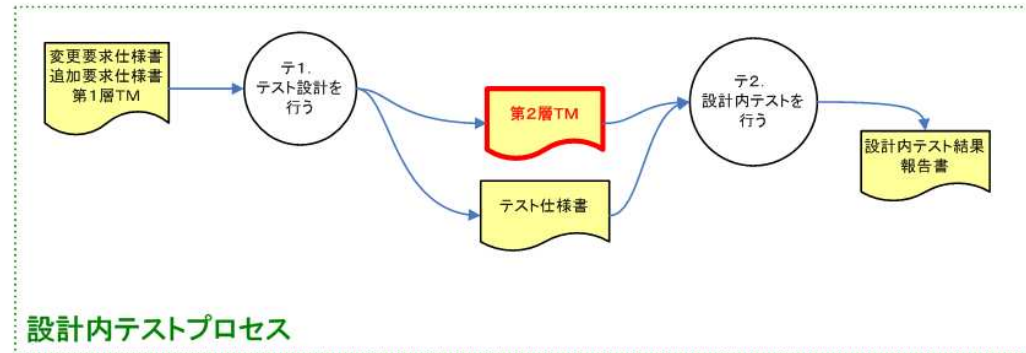 変更要求仕様書
追加要求仕様書
第1層TM
テ1.
テスト設計を
行う
第2層TM
テスト仕様書
テ2.
設計内テストを
行う
設計内テスト結果
報告書
設計内テストプロセス